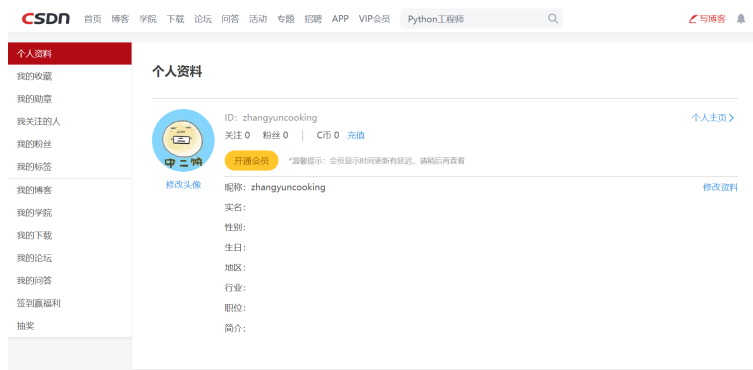 CSDN 首页 博客 学院 下载 论坛 问答 活动 专题 招聘 APP VIP会员 Python工程师 写博客
个人资料
我的收藏
我的勋章
我关注的人
我的粉丝
我的标签
我的博客
我的学院
我的下载
我的论坛
我的问答
签到赢福利
抽奖
个人资料
ID: zhangyuncooking 个人主页
关注 0 粉丝 0 | C币 0 充值
开通会员 *温馨提示：会员显示时间更新有延迟，请稍后再查看
修改头像
昵称：zhangyuncooking 修改资料
实名：
性别：
生日：
地区：
行业：
职位：
简介：